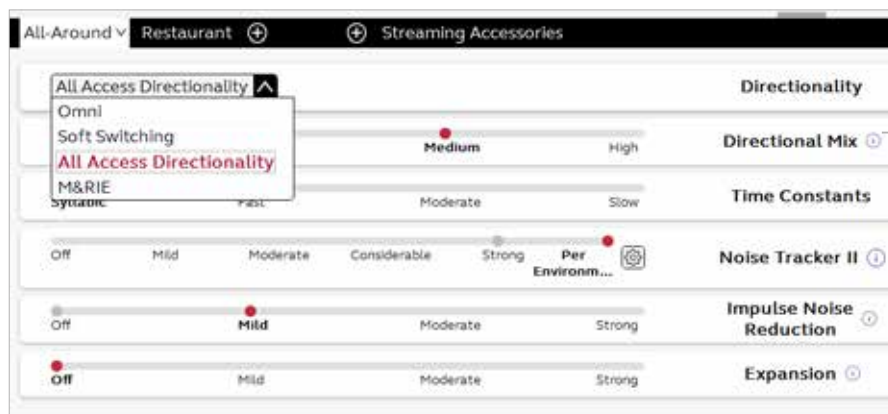 All-Around Restaurant Streaming Accessories
All Access Directionality Directionality
Omni
Soft Switching
All Access Directionality
M&RIE
Medium High Directional Mix
Syllabic Fast Moderate Slow Time Constants
Off Mild Moderate Considerable Strong Per Environm... Noise Tracker II
Off Mild Moderate Strong Impulse Noise Reduction
Off Mild Moderate Strong Expansion